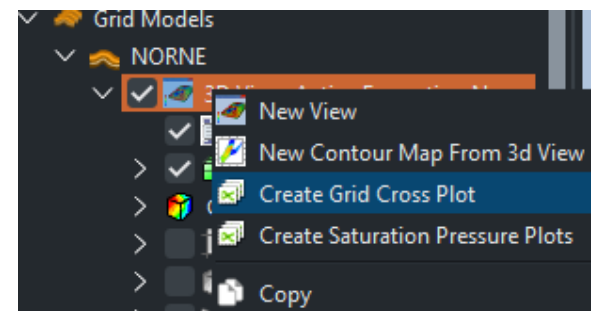 Grid Models
NORNE
New View
New Contour Map From 3d View
Create Grid Cross Plot
Create Saturation Pressure Plots
Copy